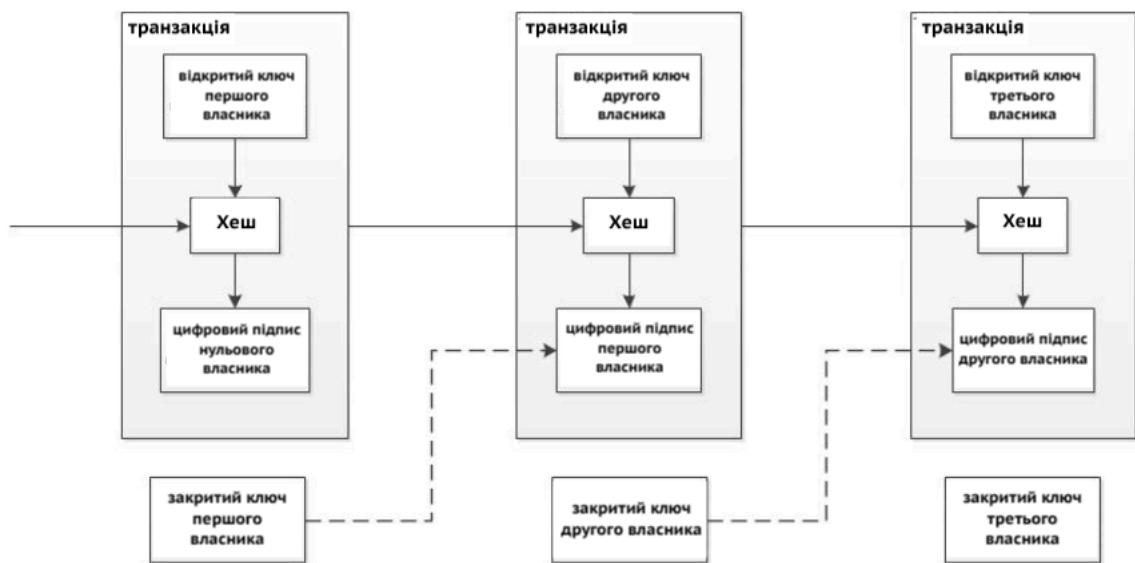 транзакція
відкритий ключ
першого
власника
Хеш
цифровий підпис
нульового
власника
закритий ключ
першого
власника
транзакція
відкритий ключ
другого
власника
Хеш
цифровий підпис
першого
власника
закритий ключ
другого власника
транзакція
відкритий ключ
третього
власника
Хеш
цифровий підпис
другого власника
закритий ключ
третього
власника